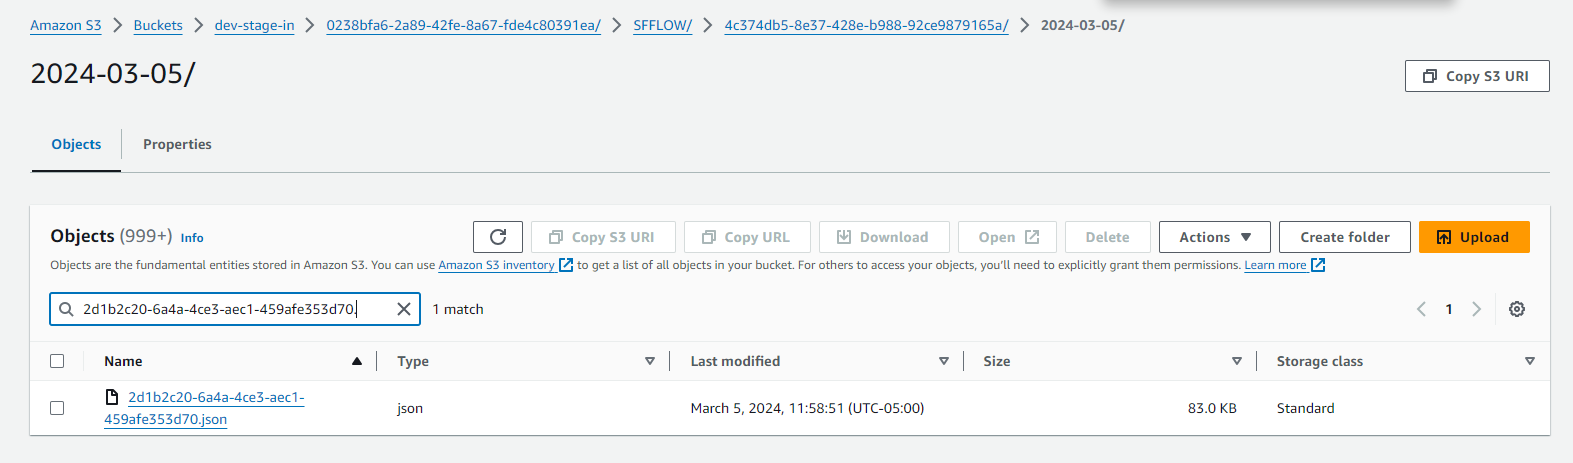 Amazon S3 > Buckets > dev-stage-in > 0238bfa6-2a89-42fe-8a67-fde4c80391ea/ > SFFLOW/ > 4c374db5-8e37-428e-b988-92ce9879165a/ > 2024-03-05/
2024-03-05/
Copy S3 URI
Objects Properties
Objects (999+) Info Copy S3 URI Copy URL Download Open Delete Actions Create folder Upload
Objects are the fundamental entities stored in Amazon S3. You can use Amazon S3 inventory to get a list of all objects in your bucket. For others to access your objects, you'll need to explicitly grant them permissions. Learn more
2d1b2c20-6a4a-4ce3-aec1-459afe353d70. 1 match 1
Name Type Last modified Size Storage class
2d1b2c20-6a4a-4ce3-aec1-
459afe353d70.json
json March 5, 2024, 11:58:51 (UTC-05:00) 83.0 KB Standard